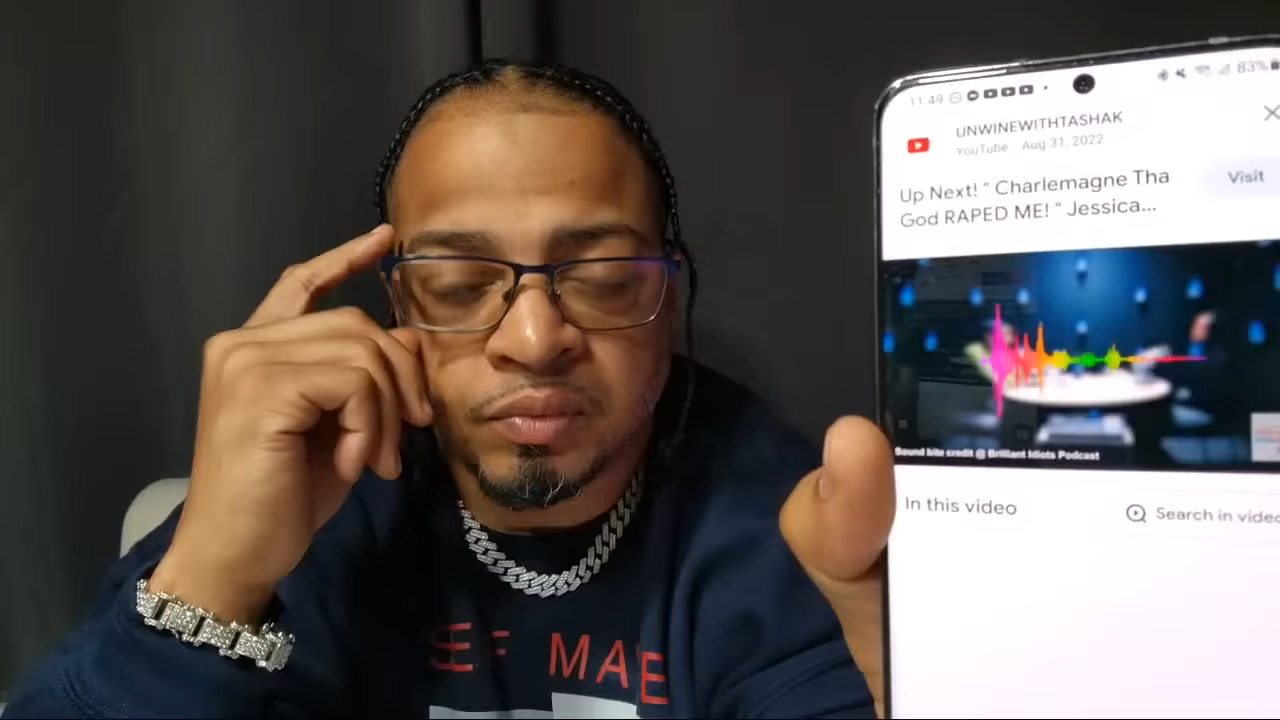 11:49
83%
UNWINEWITHTASHAK
YouTube Aug 31, 2022
Up Next! " Charlemagne Tha
God RAPED ME! " Jessica...
Visit
Sound bite credit @ Brilliant Idiots Podcast
In this video
Search in video
MA E